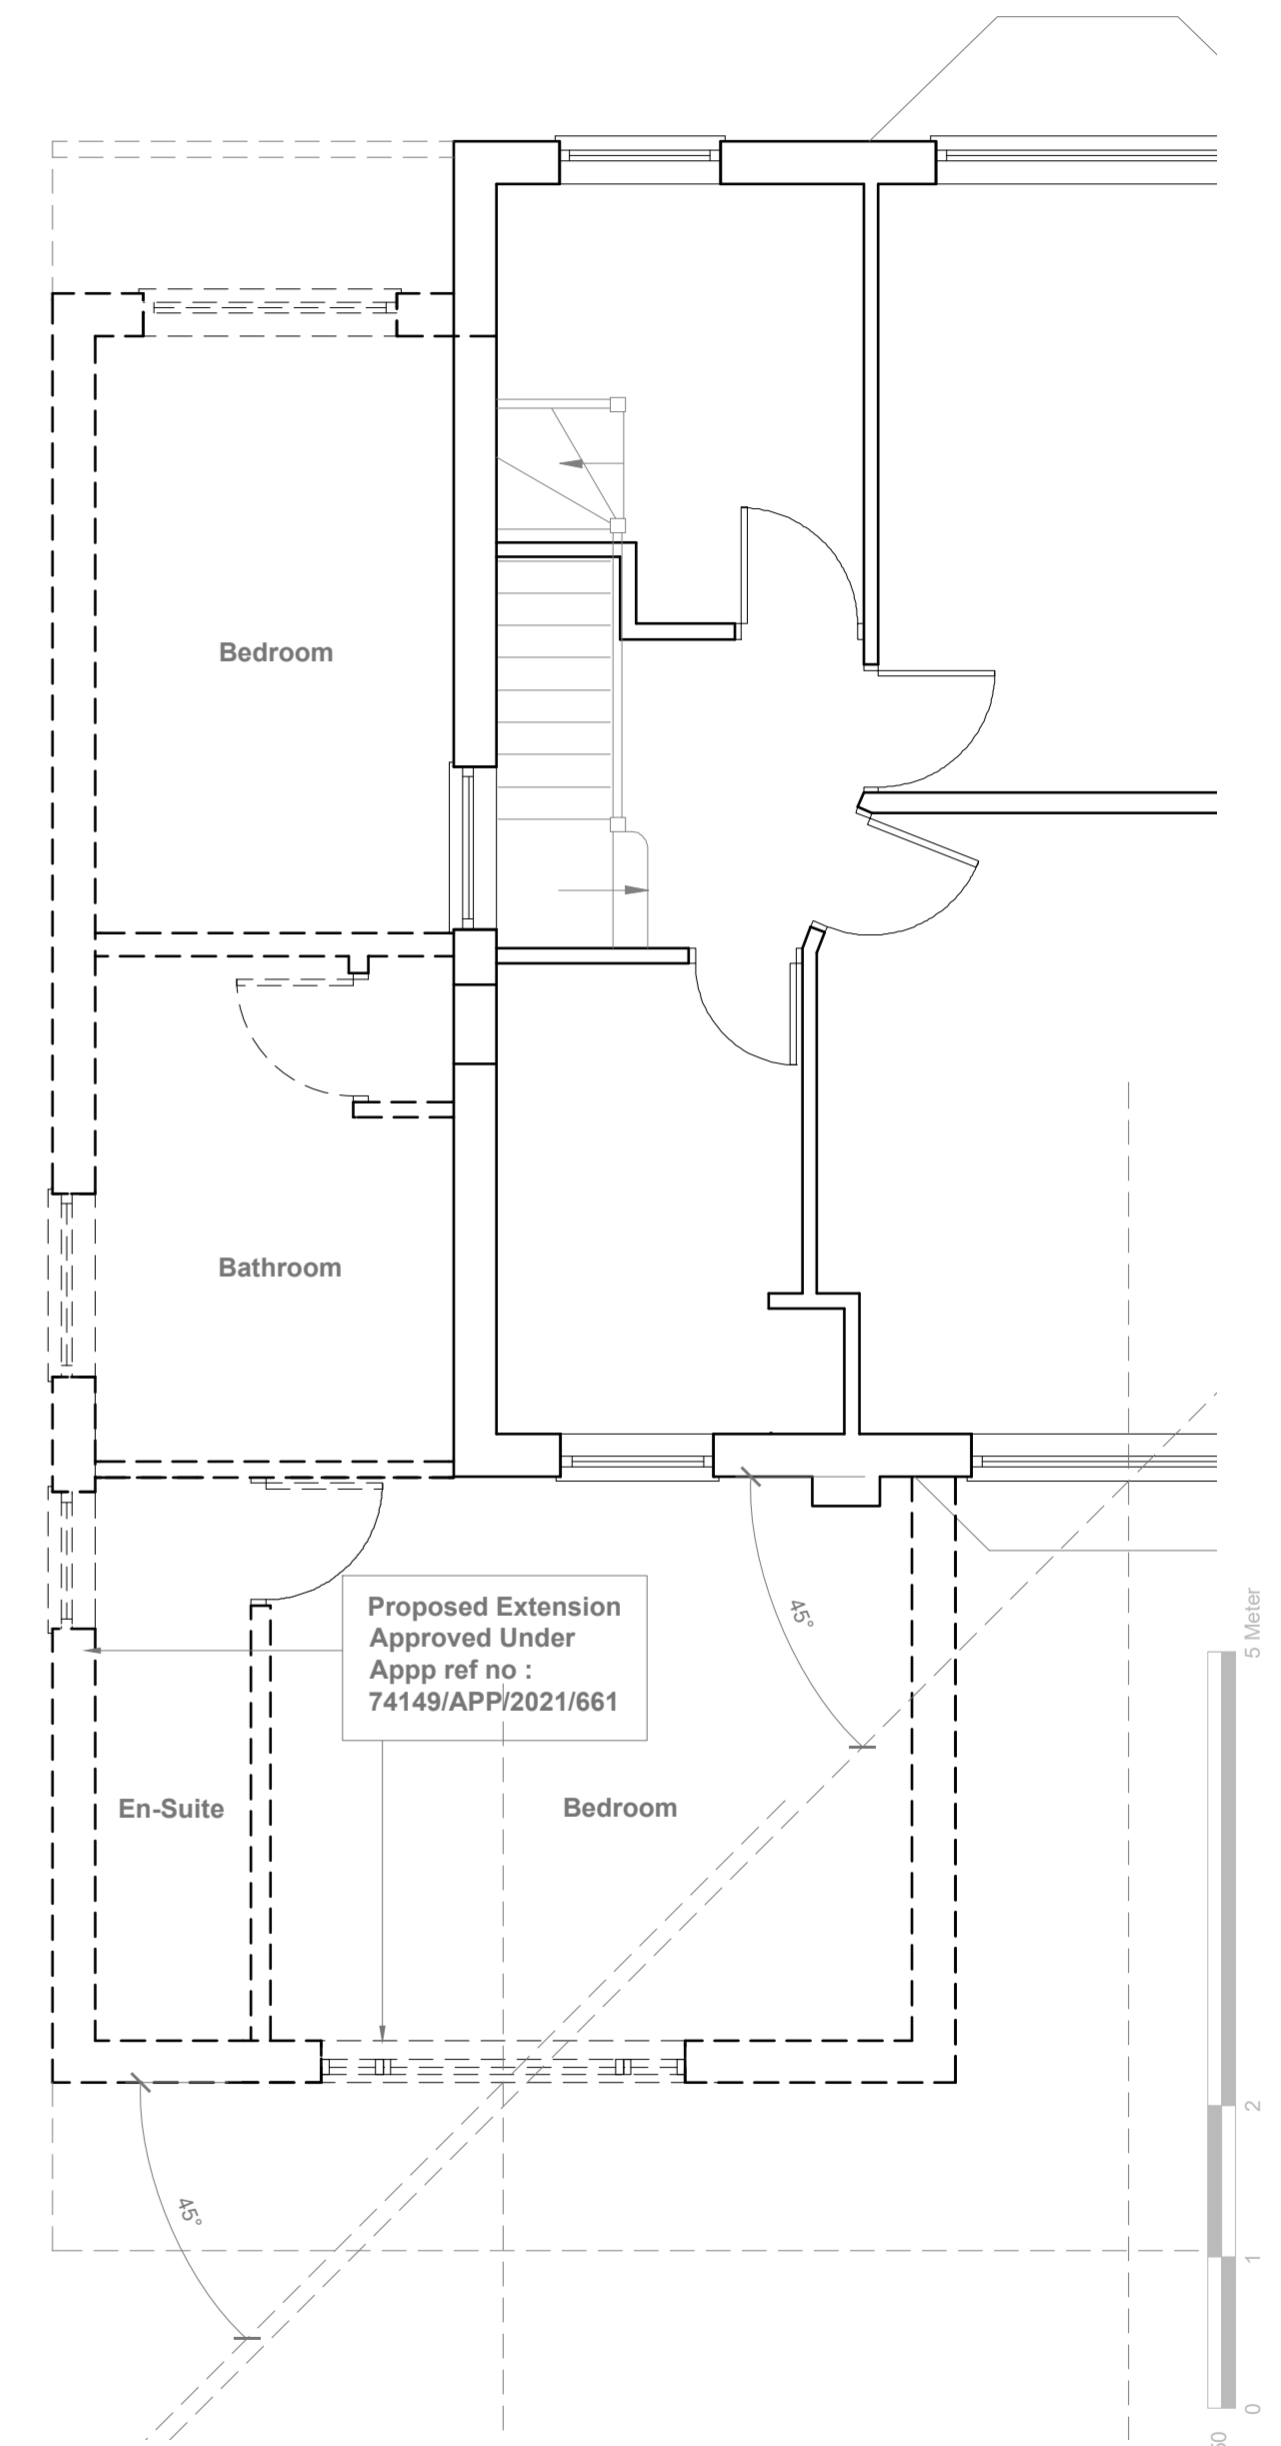 Bedroom
Bathroom
Proposed Extension
Approved Under
Appp ref no :
74149/APP/2021/661
45°
En-Suite
Bedroom
45°
5 Meter
2
1
0